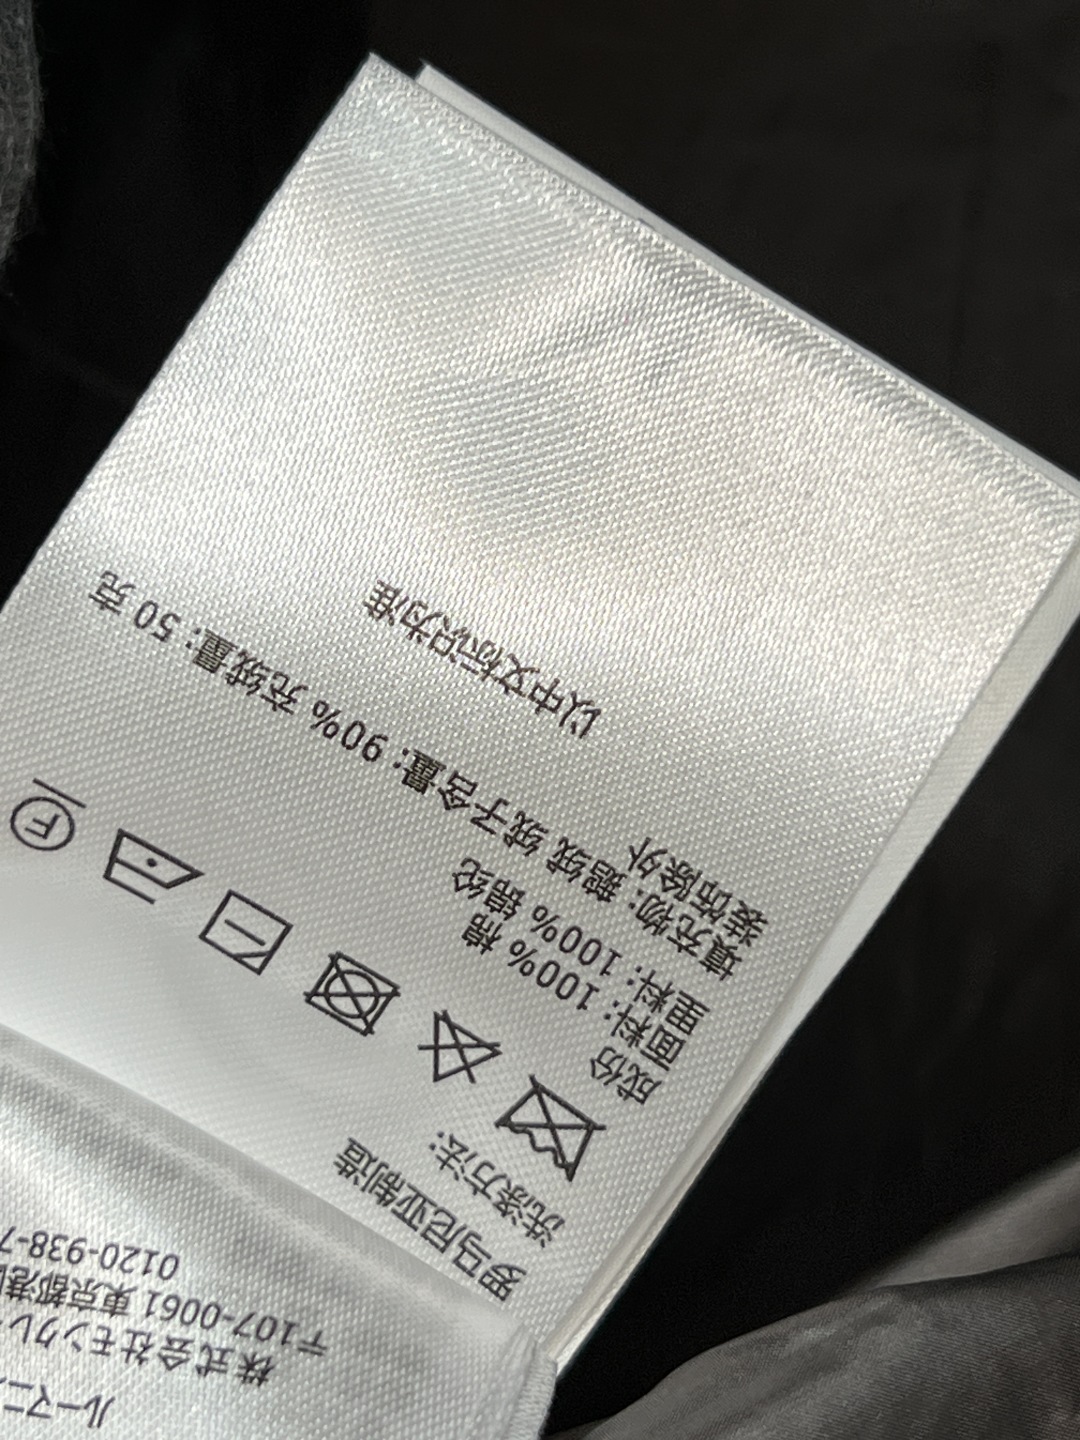 ルーマニ
株式会社モンクレ
〒107-0061 東京都港
0120-938-7
罗马尼亚制造
洗涤方法:
F
成份
面料: 100% 棉
里料: 100% 锦纶
填充物: 鹅绒 绒子含量: 90% 充绒量: 50 克
装饰除外
以中文标识为准